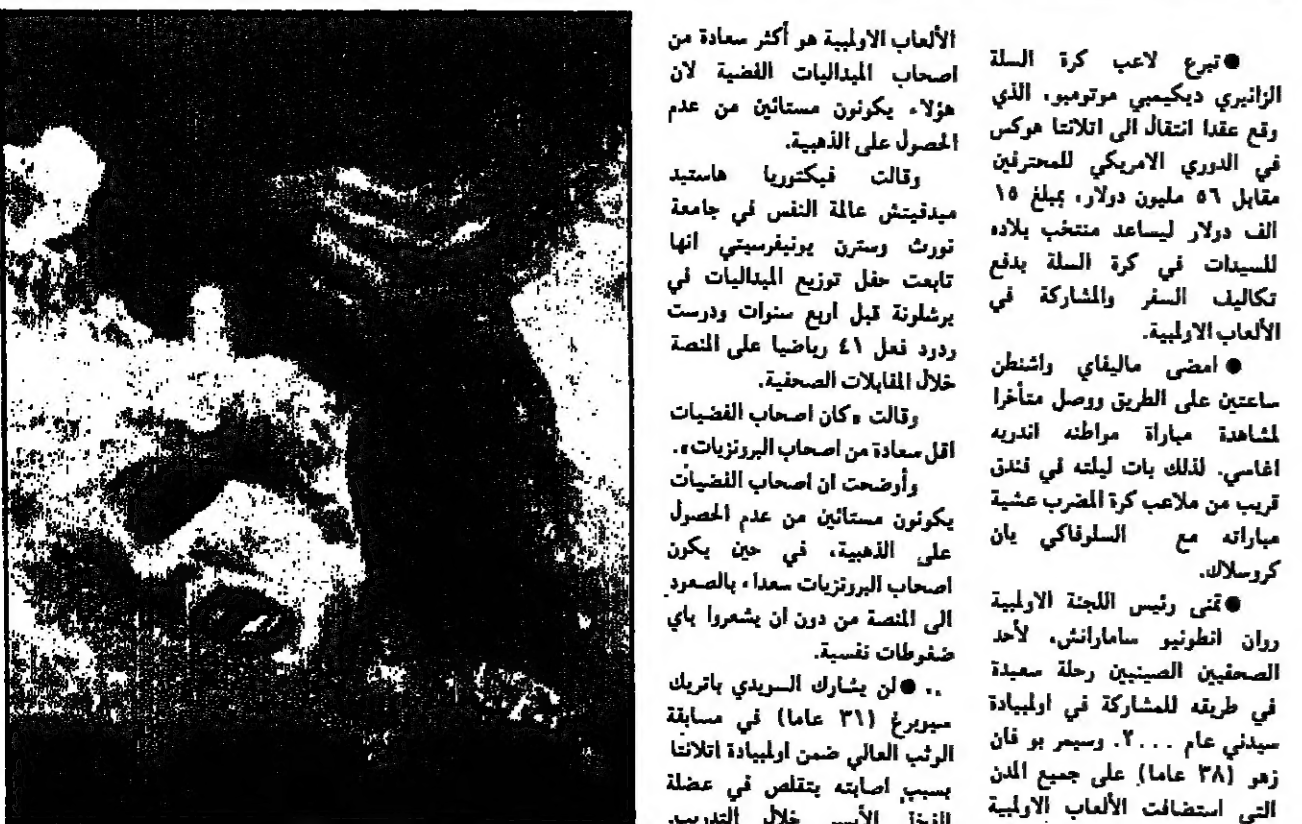 ●تبرع لاعب كرة السلة
الزائيري ديكيمبي موتومبو، الذي
وقع عقدا انتقال الى اتلانتا هوكس
في الدوري الامريكي للمحترفين
مقابل ٥٦ مليون دولار، بمبلغ ١٥
الف دولار ليساعد منتخب بلاده
للسيدات في كرة السلة بدفع
تكاليف السفر والمشاركة في
الألعاب الاولمبية.
● امضى ماليفاي واشنطن
ساعتين على الطريق ووصل متأخرا
لمشاهدة مباراة مواطنه اندريه
اغاسي. لذلك بات ليلته في فندق
قريب من ملاعب كرة المضرب عشية
مباراته مع السلوفاكي يان
كروسلاك.
●تمنى رئيس اللجنة الاولمبية
روان انطونيو سامارانش، لأحد
الصحفيين الصينيين رحلة سعيدة
في طريقه للمشاركة في اولمبيادة
سيدني عام ٢٠٠٠. وسيمر بو فان
زهو (٣٨ عاما) على جميع المدن
التي استضافت الألعاب الاولمبية
الألعاب الاولمبية هو أكثر سعادة من
اصحاب الميداليات الفضية لان
هؤلاء يكونون مستائين من عدم
الحصول على الذهبية.
وقالت فيكتوريا هاستيد
ميدفيتش عالمة النفس في جامعة
نورث وسترن يونيفرسيتي انها
تابعت حفل توزيع الميداليات في
برشلونة قبل اربع سنوات ودرست
ردود فعل ٤١ رياضيا على المنصة
خلال المقابلات الصحفية.
وقالت «كان اصحاب الفضيات
اقل سعادة من اصحاب البرونزيات».
وأوضحت ان اصحاب الفضيات
يكونون مستائين من عدم الحصول
على الذهبية، في حين يكون
اصحاب البرونزيات سعداء بالصعود
الى المنصة من دون ان يشعروا باي
ضغوطات نفسية.
●لن يشارك السويدي باتريك
سيوبرغ (٣١ عاما) في مسابقة
الوثب العالي ضمن اولمبيادة اتلانتا
بسبب اصابته بتقلص في عضلة
الفخذ الأيسر خلال التدريب.